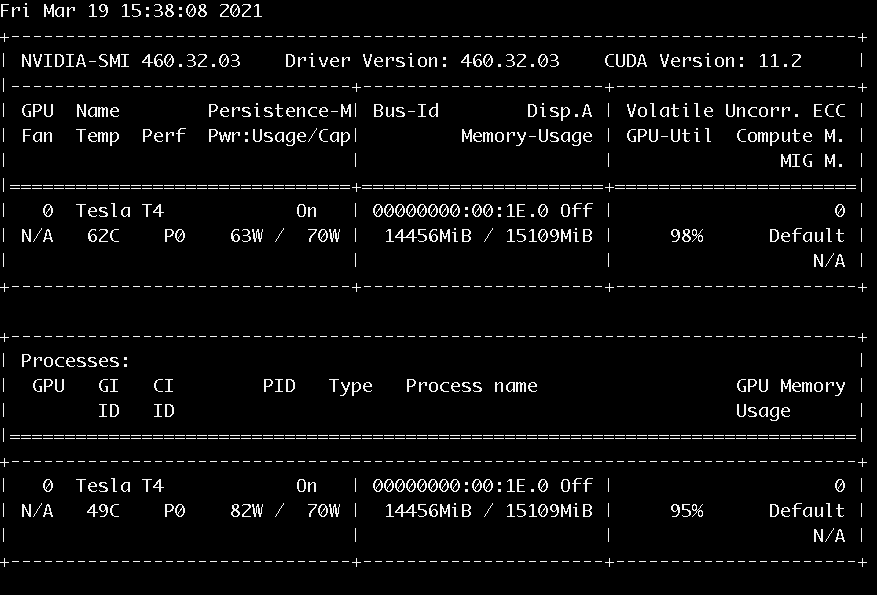 Fri Mar 19 15:38:08 2021
+-----------------------------------------------------------------------------+
| NVIDIA-SMI 460.32.03    Driver Version: 460.32.03    CUDA Version: 11.2     |
|-------------------------------+----------------------+----------------------+
| GPU  Name        Persistence-M| Bus-Id        Disp.A | Volatile Uncorr. ECC |
| Fan  Temp  Perf  Pwr:Usage/Cap|         Memory-Usage | GPU-Util  Compute M. |
|                               |                      |               MIG M. |
|===============================+======================+======================|
|   0  Tesla T4            On   | 00000000:00:1E.0 Off |                    0 |
| N/A   62C    P0    63W /  70W |  14456MiB / 15109MiB |     98%      Default |
|                               |                      |                  N/A |
+-------------------------------+----------------------+----------------------+

+-----------------------------------------------------------------------------+
| Processes:                                                                  |
|  GPU   GI   CI        PID   Type   Process name                  GPU Memory |
|        ID   ID                                                   Usage      |
|=============================================================================|
+-----------------------------------------------------------------------------+
|   0  Tesla T4            On   | 00000000:00:1E.0 Off |                    0 |
| N/A   49C    P0    82W /  70W |  14456MiB / 15109MiB |     95%      Default |
|                               |                      |                  N/A |
+-------------------------------+----------------------+----------------------+